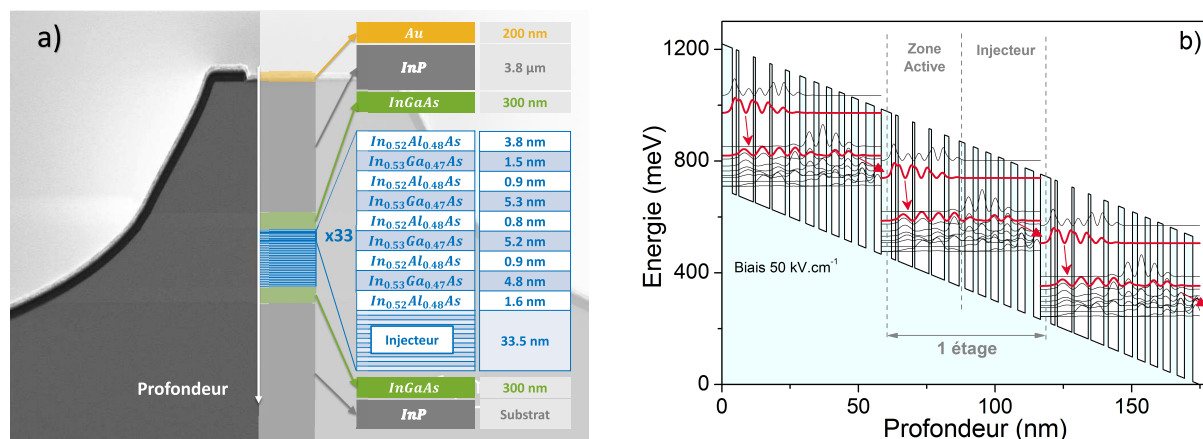 a)
Au 200 nm
InP 3.8 µm
InGaAs 300 nm
In0.52Al0.48As 3.8 nm
In0.53Ga0.47As 1.5 nm
In0.52Al0.48As 0.9 nm
In0.53Ga0.47As 5.3 nm
In0.52Al0.48As 0.8 nm
x33
In0.53Ga0.47As 5.2 nm
In0.52Al0.48As 0.9 nm
In0.53Ga0.47As 4.8 nm
In0.52Al0.48As 1.6 nm
Injecteur 33.5 nm
Profondeur
InGaAs 300 nm
InP Substrat
b)
Zone
Active
Injecteur
Energie (meV)
1200
800
400
0
Biais 50 kV.cm-1
1 étage
0 50 100 150
Profondeur (nm)